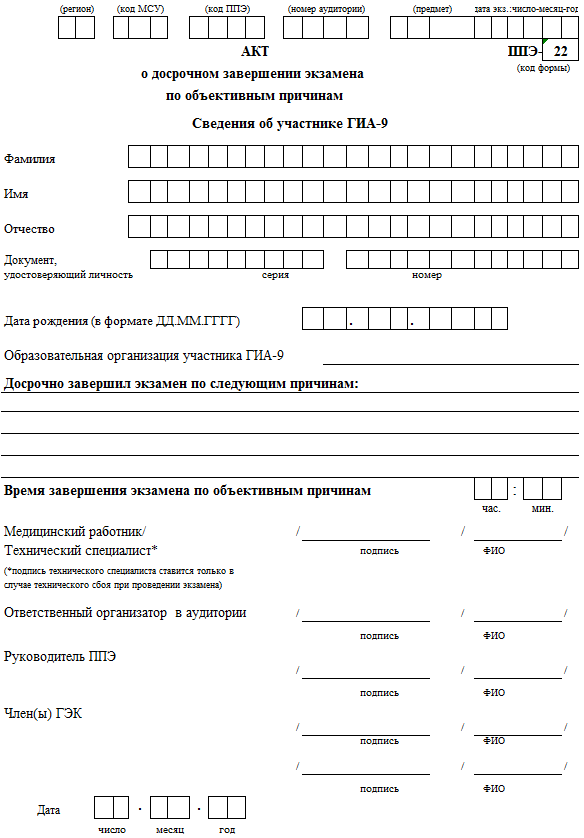 (регион) (код МСУ) (код ППЭ) (номер аудитории) (предмет) дата экз.:число-месяц-год
АКТ ППЭ- 22
(код формы)
о досрочном завершении экзамена
по объективным причинам
Сведения об участнике ГИА-9
Фамилия
Имя
Отчество
Документ,
удостоверяющий личность серия номер
Дата рождения (в формате ДД.ММ.ГГГГ) . .
Образовательная организация участника ГИА-9
Досрочно завершил экзамен по следующим причинам:
Время завершения экзамена по объективным причинам :
час. мин.
Медицинский работник/ / / /
Технический специалист* подпись ФИО
(*подпись технического специалиста ставится только в
случае технического сбоя при проведении экзамена)
Ответственный организатор в аудитории / / /
подпись ФИО
Руководитель ППЭ
/ / /
подпись ФИО
Член(ы) ГЭК
/ / /
подпись ФИО
/ / /
подпись ФИО
Дата . .
число месяц год